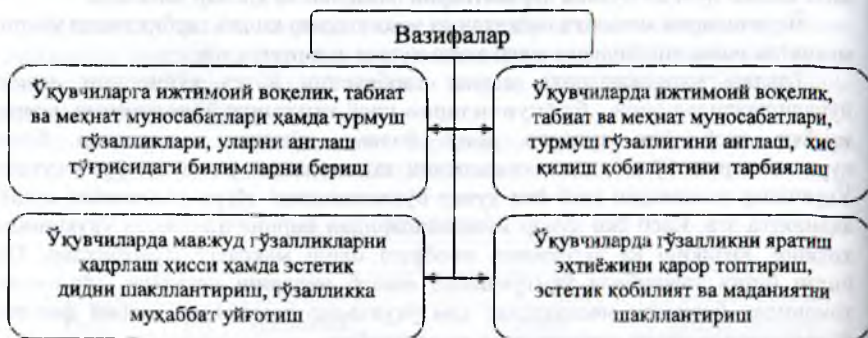 Вазифалар
Ўқувчиларга ижтимоий воқелик, табиат
ва меҳнат муносабатлари ҳамда турмуш
гўзалликлари, уларни англаш
тўғрисидаги билимларни бериш
Ўқувчиларда ижтимоий воқелик,
табиат ва меҳнат муносабатлари,
турмуш гўзаллигини англаш, ҳис
қилиш қобилиятини тарбиялаш
Ўқувчиларда мавжуд гўзалликларни
қадрлаш ҳисси ҳамда эстетик
дидни шакллантириш, гўзалликка
муҳаббат уйғотиш
Ўқувчиларда гўзалликни яратиш
эҳтиёжини қарор топтириш,
эстетик қобилият ва маданиятни
шакллантириш